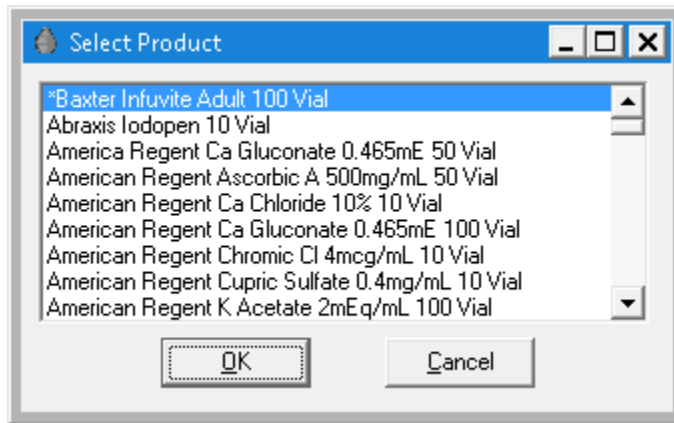 Select Product
*Baxter Infuvite Adult 100 Vial
Abraxis Iodopen 10 Vial
America Regent Ca Gluconate 0.465mE 50 Vial
American Regent Ascorbic A 500mg/mL 50 Vial
American Regent Ca Chloride 10% 10 Vial
American Regent Ca Gluconate 0.465mE 100 Vial
American Regent Chromic Cl 4mcg/mL 10 Vial
American Regent Cupric Sulfate 0.4mg/mL 10 Vial
American Regent K Acetate 2mEq/mL 100 Vial
OK Cancel